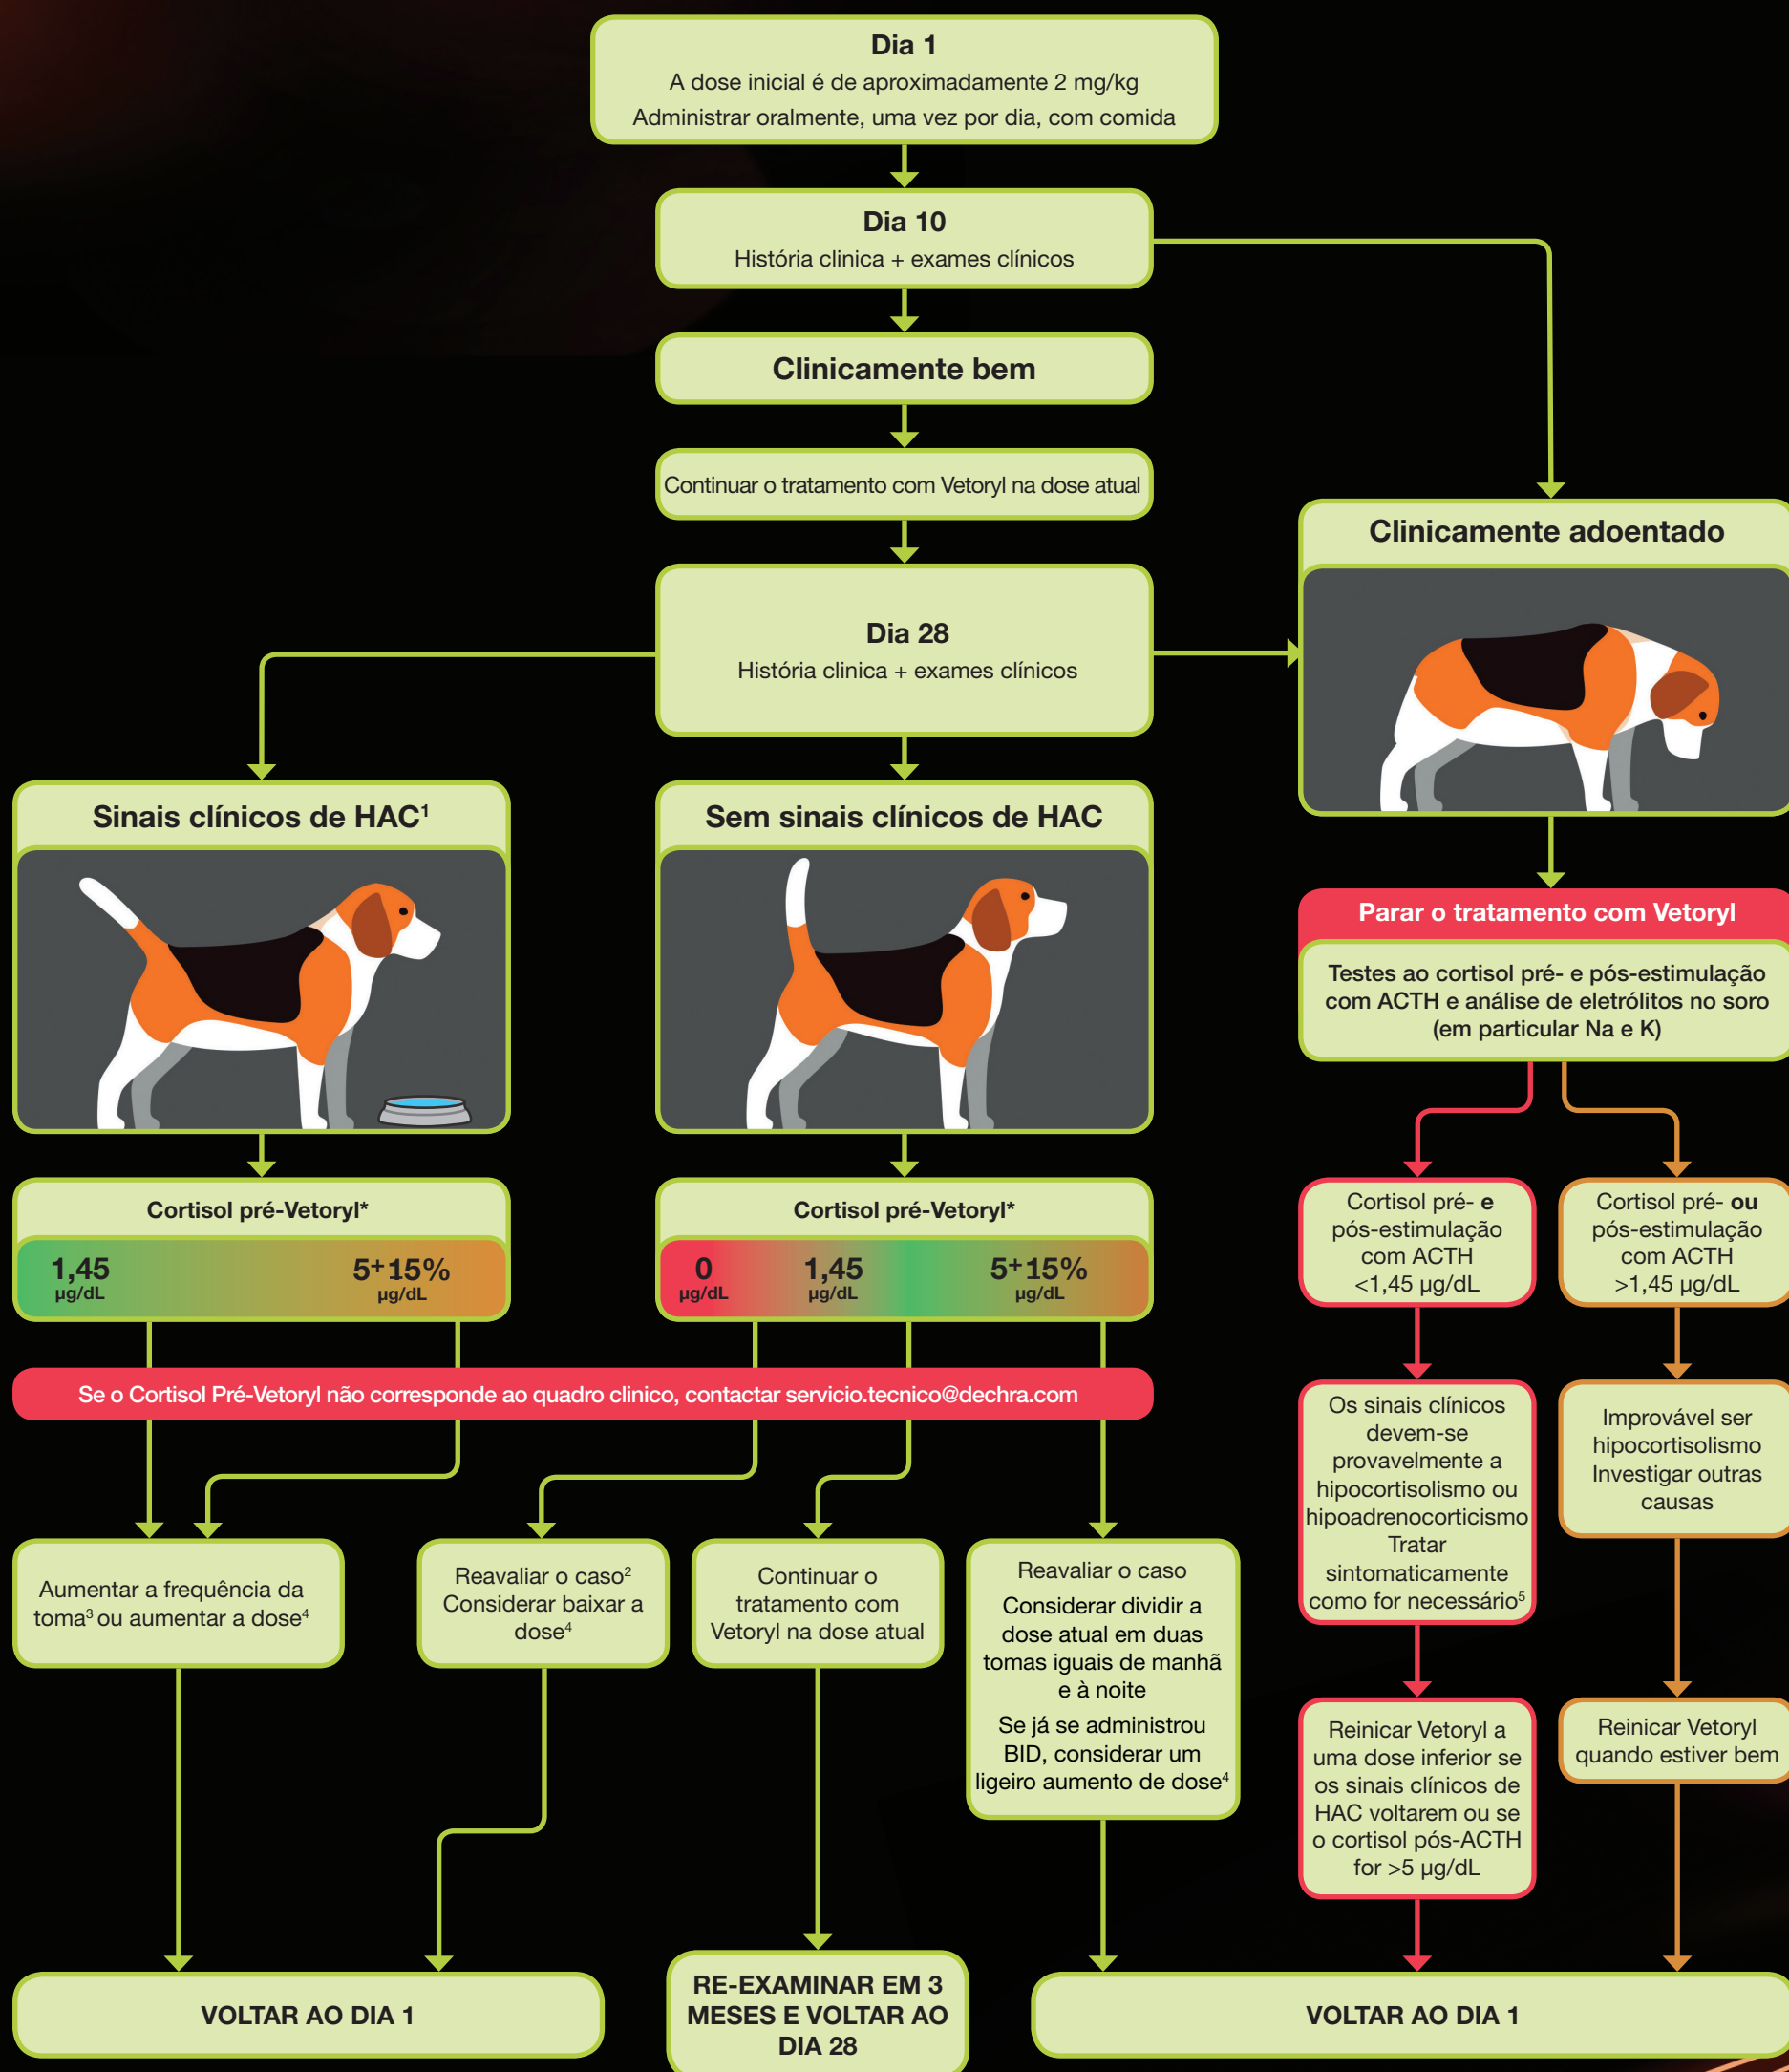 Dia 1
A dose inicial é de aproximadamente 2 mg/kg
Administrar oralmente, uma vez por dia, com comida
Dia 10
História clinica + exames clínicos
Clinicamente bem
Continuar o tratamento com Vetoryl na dose atual
Dia 28
História clinica + exames clínicos
Clinicamente adoentado
Sinais clínicos de HAC¹
Sem sinais clínicos de HAC
Parar o tratamento com Vetoryl
Testes ao cortisol pré- e pós-estimulação
com ACTH e análise de eletrólitos no soro
(em particular Na e K)
Cortisol pré-Vetoryl*
1,45
µg/dL
5+15%
µg/dL
Cortisol pré-Vetoryl*
0
µg/dL
1,45
µg/dL
5+15%
µg/dL
Cortisol pré- e
pós-estimulação
com ACTH
<1,45 µg/dL
Cortisol pré- ou
pós-estimulação
com ACTH
>1,45 µg/dL
Se o Cortisol Pré-Vetoryl não corresponde ao quadro clinico, contactar servicio.tecnico@dechra.com
Aumentar a frequência da
toma³ ou aumentar a dose⁴
Reavaliar o caso²
Considerar baixar a
dose⁴
Continuar o
tratamento com
Vetoryl na dose atual
Reavaliar o caso
Considerar dividir a
dose atual em duas
tomas iguais de manhã
e à noite
Se já se administrou
BID, considerar um
ligeiro aumento de dose⁴
Os sinais clínicos
devem-se
provavelmente a
hipocortisolismo ou
hipoadrenocorticismo
Tratar
sintomaticamente
como for necessário⁵
Improvável ser
hipocortisolismo
Investigar outras
causas
Reinicar Vetoryl a
uma dose inferior se
os sinais clínicos de
HAC voltarem ou se
o cortisol pós-ACTH
for >5 µg/dL
Reinicar Vetoryl
quando estiver bem
VOLTAR AO DIA 1
RE-EXAMINAR EM 3
MESES E VOLTAR AO
DIA 28
VOLTAR AO DIA 1